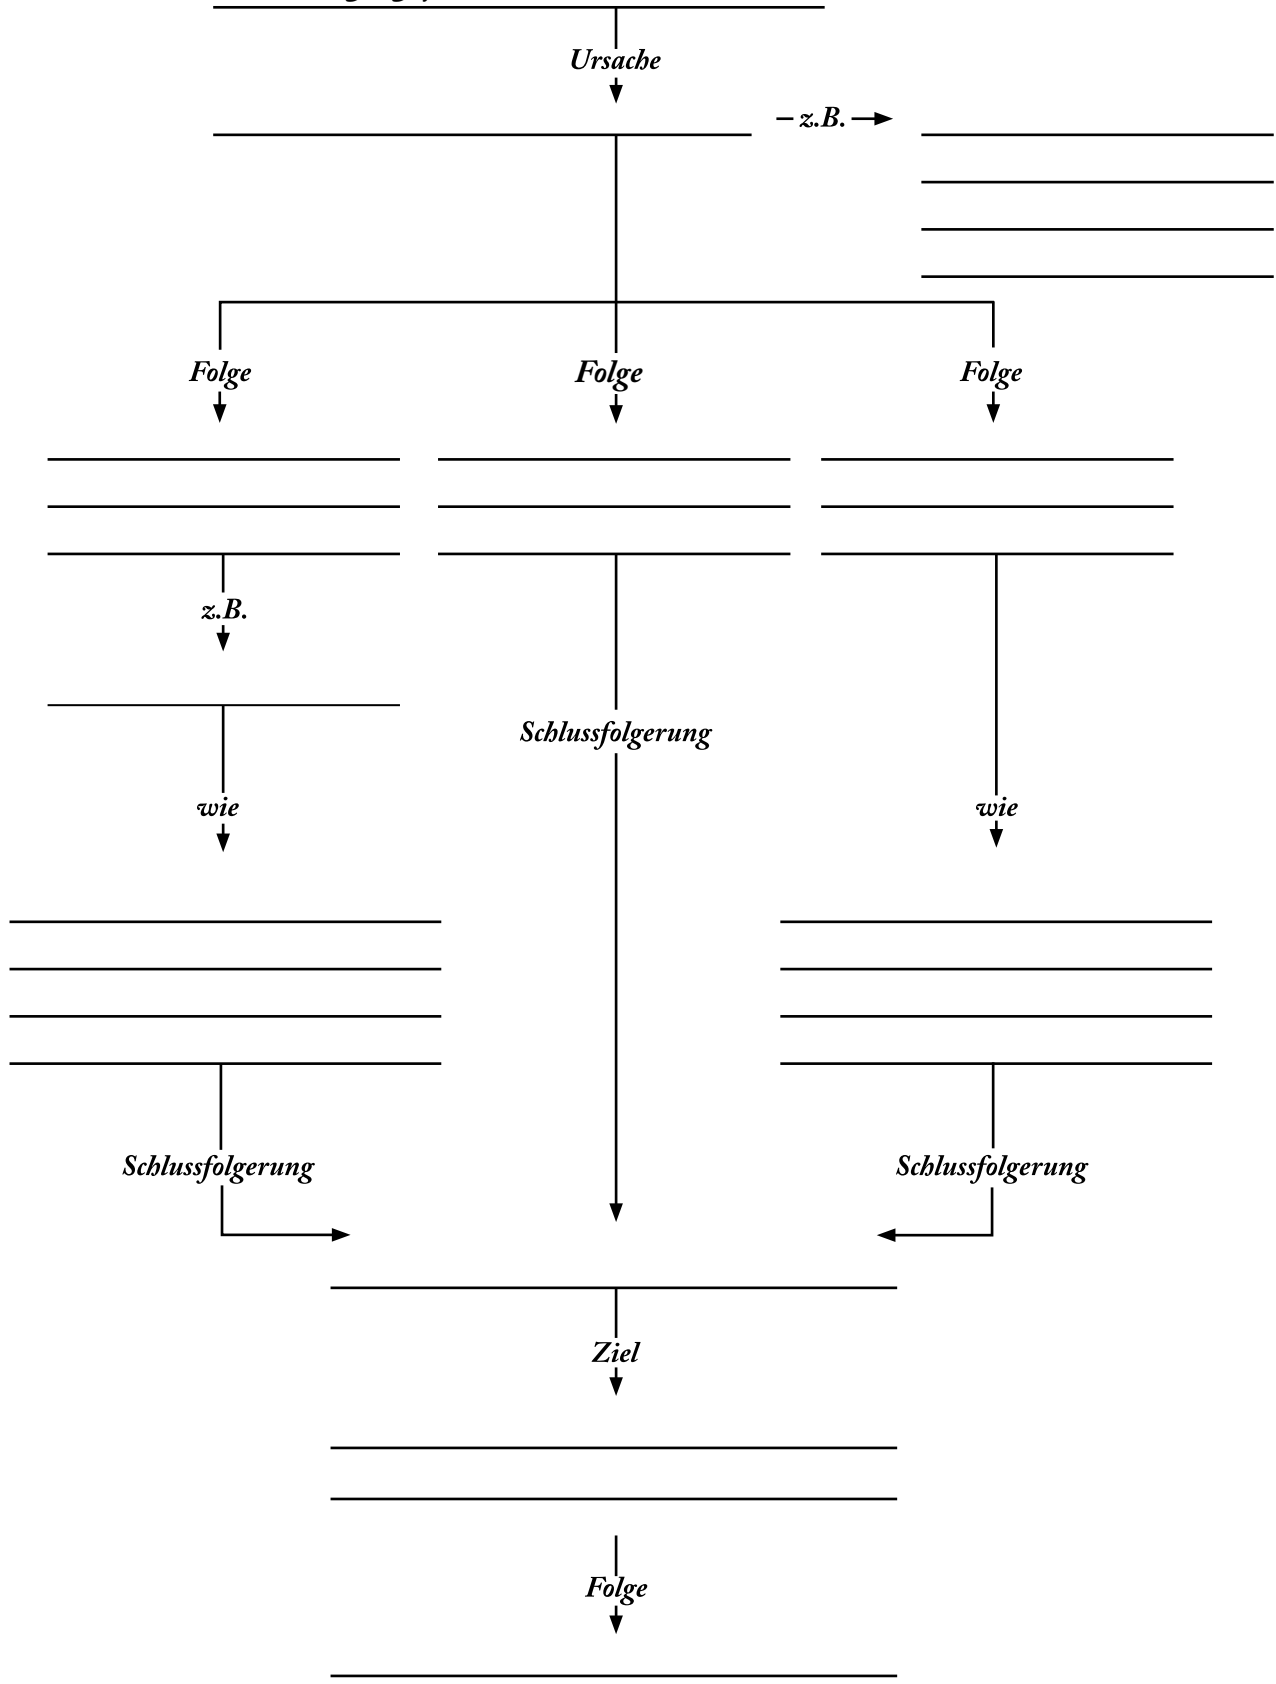 Ursache
– z.B.
Folge
Folge
Folge
z.B.
Schlussfolgerung
wie
wie
Schlussfolgerung
Schlussfolgerung
Ziel
Folge